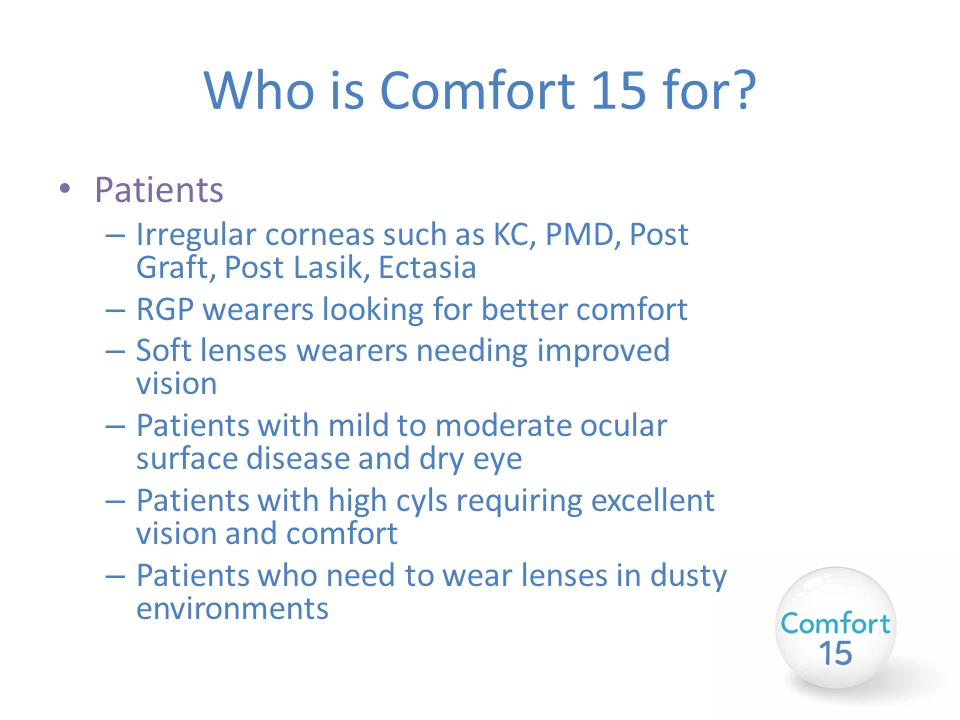 Who is Comfort 15 for?
• Patients
– Irregular corneas such as KC, PMD, Post
Graft, Post Lasik, Ectasia
– RGP wearers looking for better comfort
– Soft lenses wearers needing improved
vision
– Patients with mild to moderate ocular
surface disease and dry eye
– Patients with high cyls requiring excellent
vision and comfort
– Patients who need to wear lenses in dusty
environments
Comfort
15